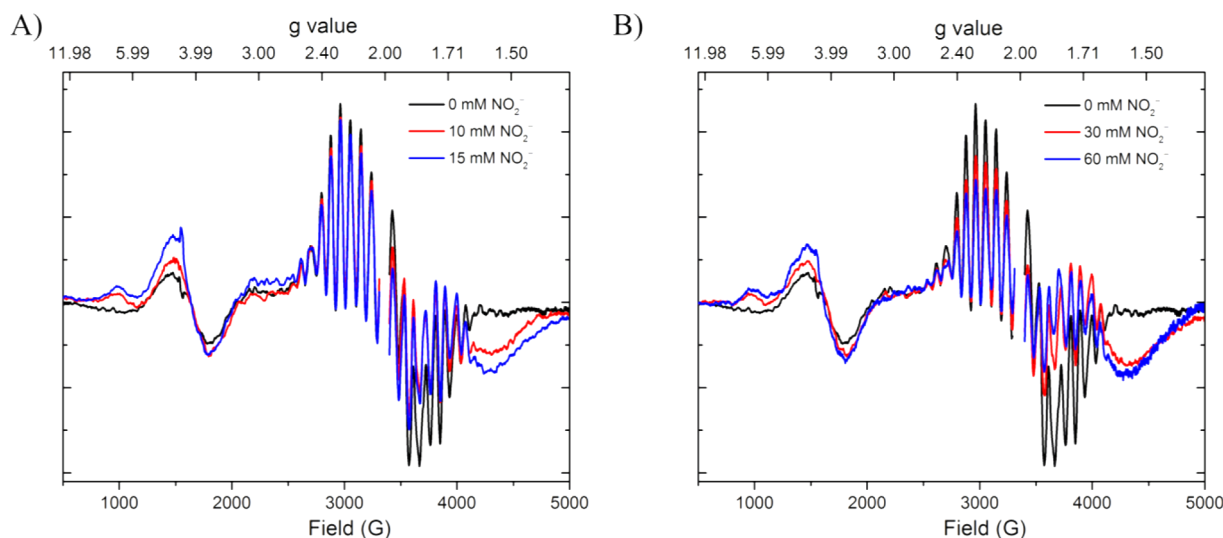 A)
g value
11.98 5.99 3.99 3.00 2.40 2.00 1.71 1.50
0 mM NO₂⁻
10 mM NO₂⁻
15 mM NO₂⁻
1000 2000 3000 4000 5000
Field (G)
B)
g value
11.98 5.99 3.99 3.00 2.40 2.00 1.71 1.50
0 mM NO₂⁻
30 mM NO₂⁻
60 mM NO₂⁻
1000 2000 3000 4000 5000
Field (G)